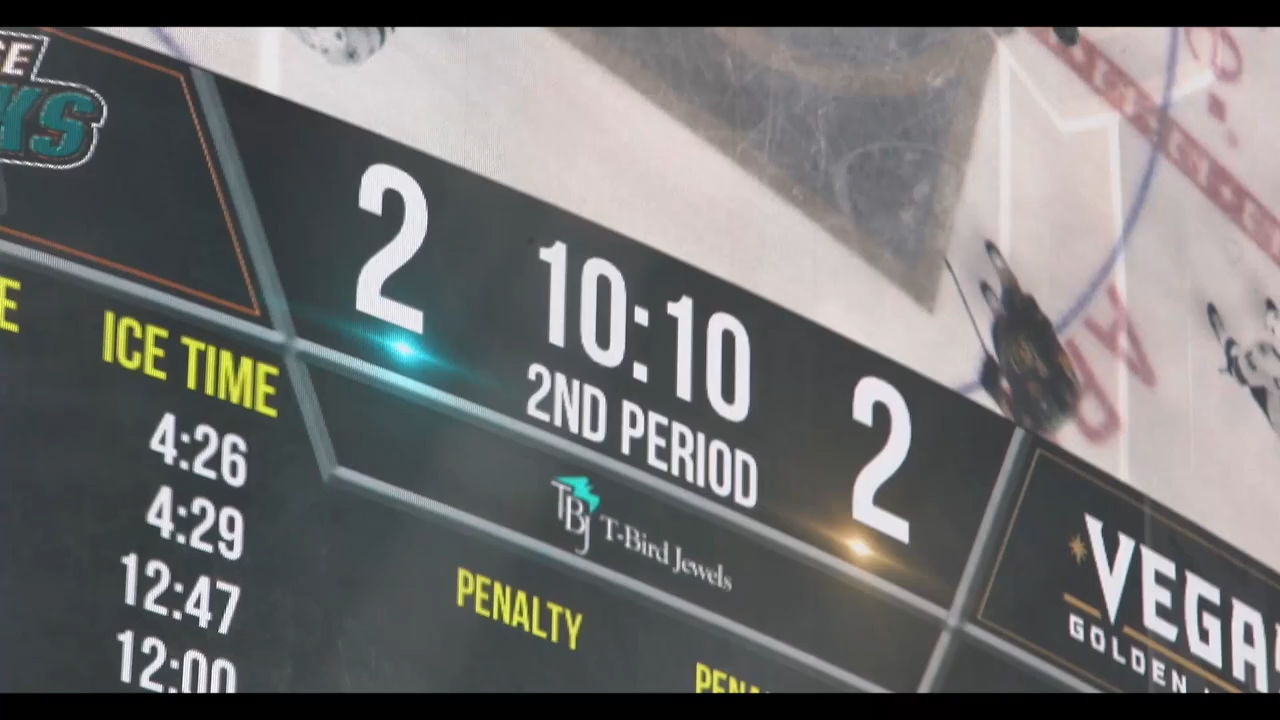 2
10:10
2ND PERIOD
2
ICE TIME
4:26
4:29
12:47
12:00
TBJ T-Bird Jewels
PENALTY
GOLDEN